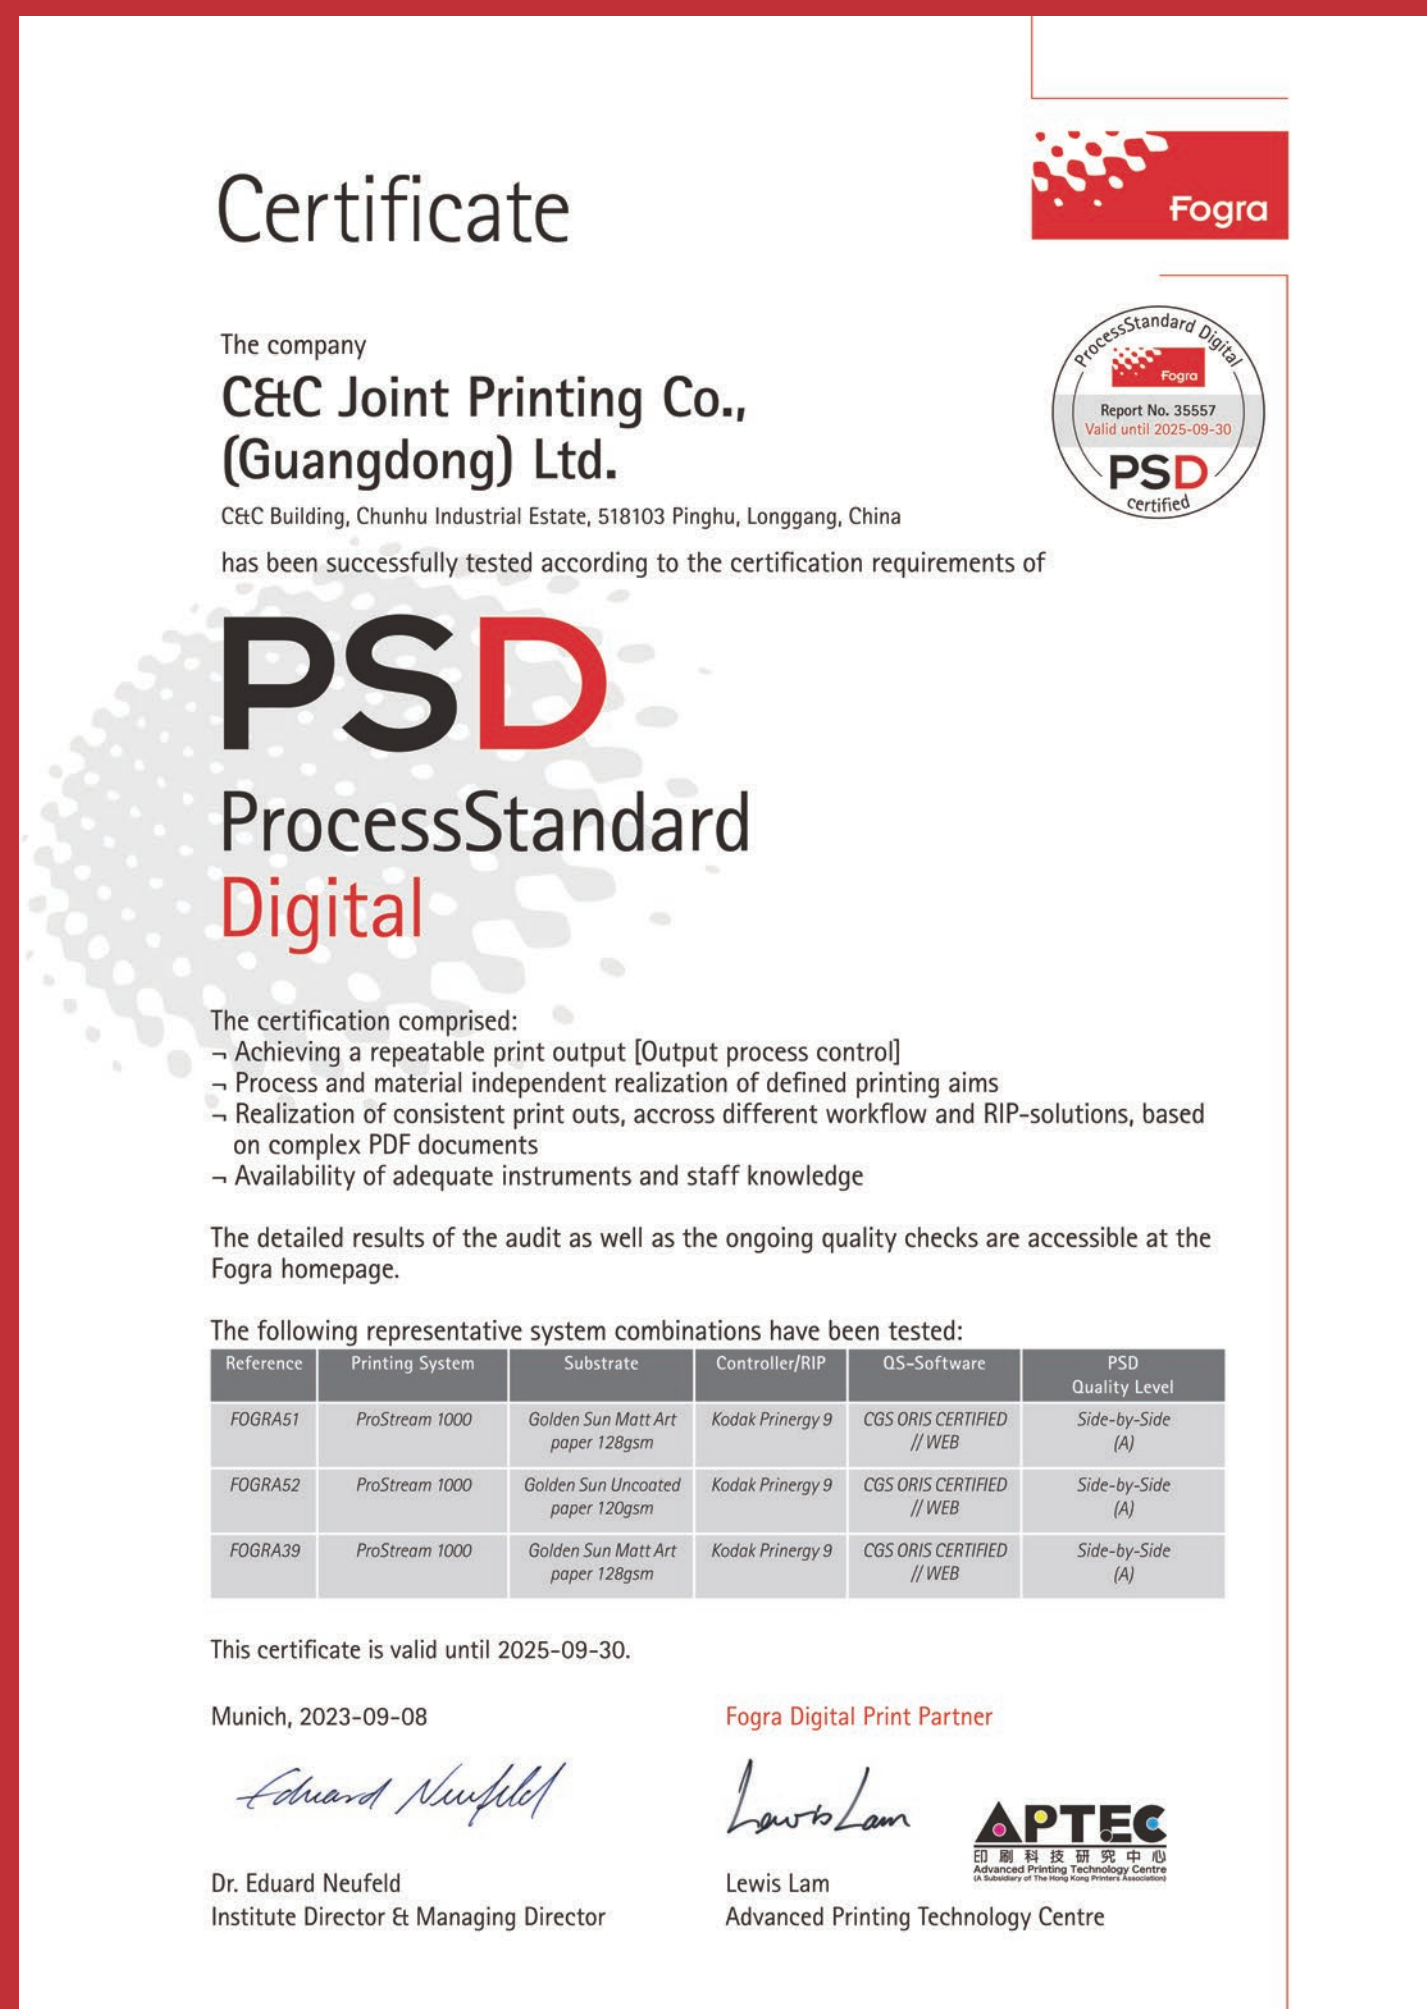 Certificate
Fogra
ProcessStandard Digital
Fogra
Report No. 35557
Valid until 2025-09-30
PSD
certified
The company
C&C Joint Printing Co.,
(Guangdong) Ltd.
C&C Building, Chunhu Industrial Estate, 518103 Pinghu, Longgang, China
has been successfully tested according to the certification requirements of
PSD
ProcessStandard
Digital
The certification comprised:
¬ Achieving a repeatable print output [Output process control]
¬ Process and material independent realization of defined printing aims
¬ Realization of consistent print outs, accross different workflow and RIP-solutions, based
on complex PDF documents
¬ Availability of adequate instruments and staff knowledge
The detailed results of the audit as well as the ongoing quality checks are accessible at the
Fogra homepage.
The following representative system combinations have been tested:
Reference Printing System Substrate Controller/RIP QS-Software PSD
Quality Level
FOGRA51 ProStream 1000 Golden Sun Matt Art Kodak Prinergy 9 CGS ORIS CERTIFIED Side-by-Side
paper 128gsm // WEB (A)
FOGRA52 ProStream 1000 Golden Sun Uncoated Kodak Prinergy 9 CGS ORIS CERTIFIED Side-by-Side
paper 120gsm // WEB (A)
FOGRA39 ProStream 1000 Golden Sun Matt Art Kodak Prinergy 9 CGS ORIS CERTIFIED Side-by-Side
paper 128gsm // WEB (A)
This certificate is valid until 2025-09-30.
Munich, 2023-09-08
Fogra Digital Print Partner
Eduard Neufeld
Lewis Lam
APTEC
印刷科技研究中心
Advanced Printing Technology Centre
(A Subsidiary of The Hong Kong Printers Association)
Dr. Eduard Neufeld
Institute Director & Managing Director
Lewis Lam
Advanced Printing Technology Centre